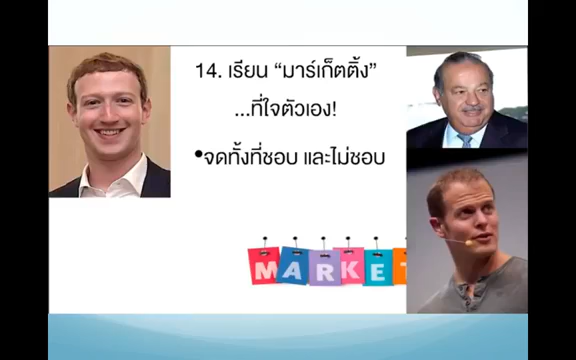 14. เรียน “มาร์เก็ตติ้ง”
...ที่ใจตัวเอง!
•จดทั้งที่ชอบ และไม่ชอบ
MARKET